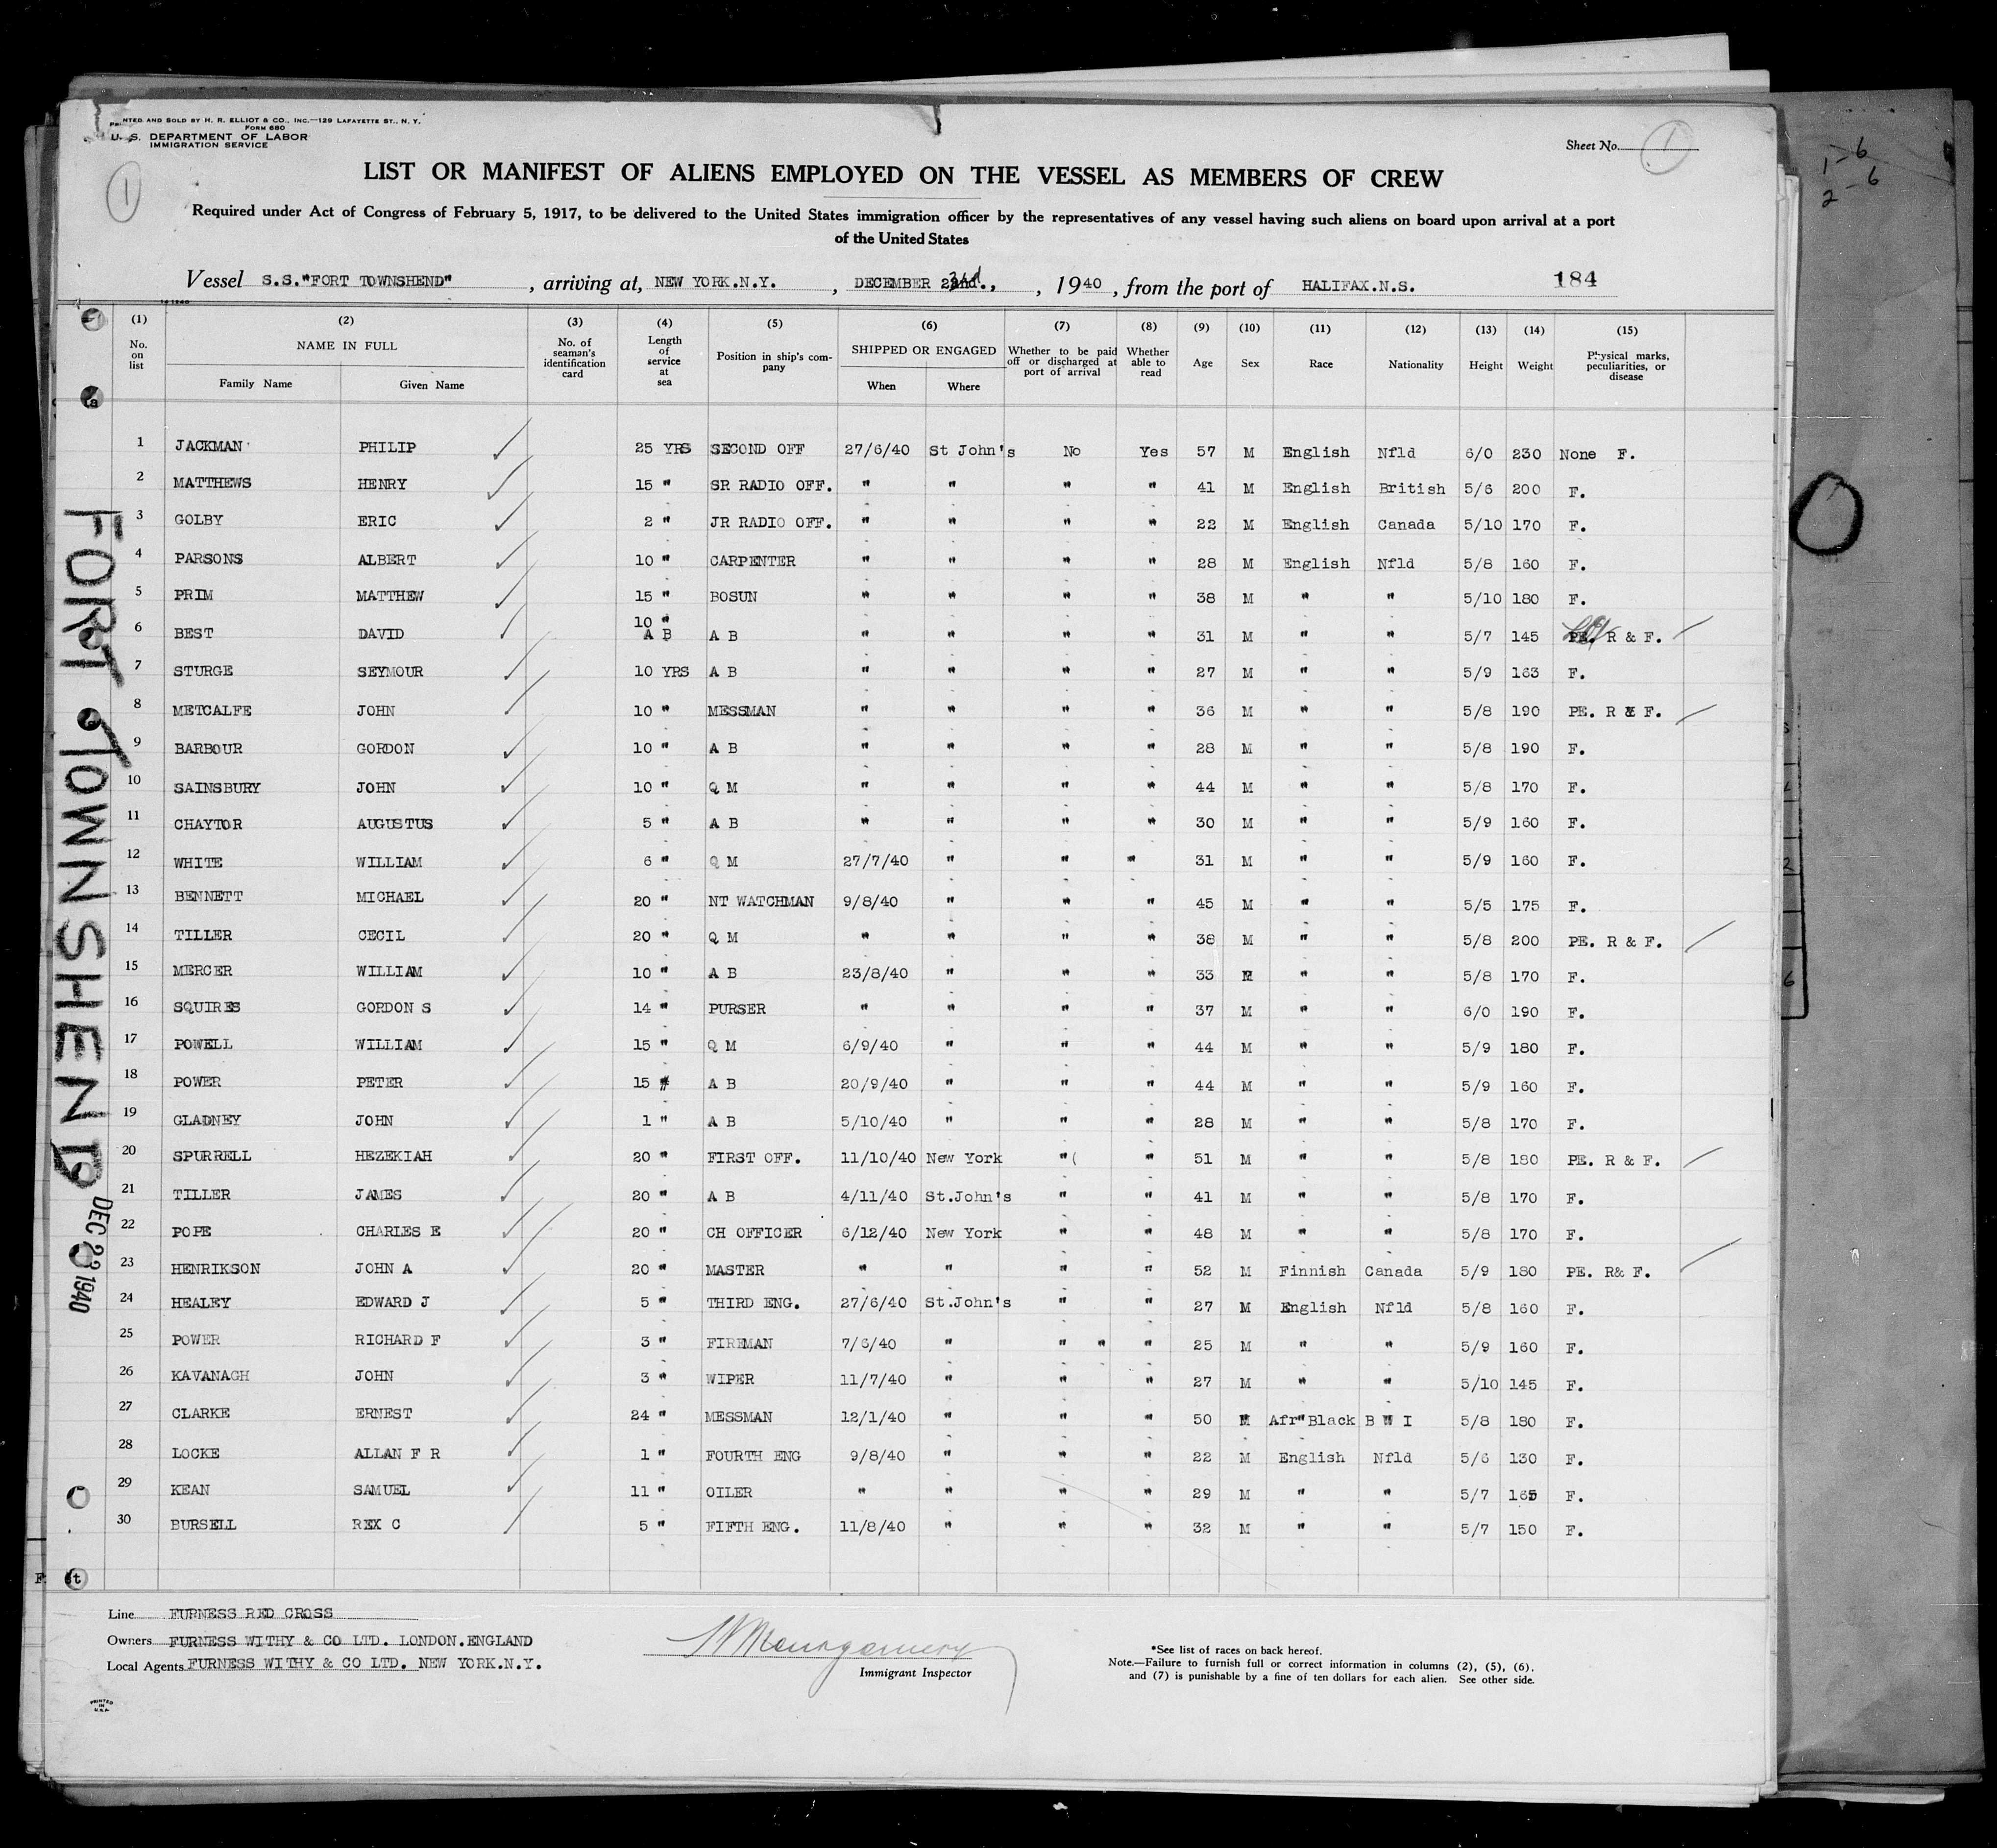 PRINTED AND SOLD BY H. R. ELLIOT & CO., INC.—129 LAFAYETTE ST., N. Y.
FORM 680
U. S. DEPARTMENT OF LABOR
IMMIGRATION SERVICE
Sheet No. 1
1
LIST OR MANIFEST OF ALIENS EMPLOYED ON THE VESSEL AS MEMBERS OF CREW
Required under Act of Congress of February 5, 1917, to be delivered to the United States immigration officer by the representatives of any vessel having such aliens on board upon arrival at a port
of the United States
Vessel S.S."FORT TOWNSHEND", arriving at, NEW YORK.N.Y., DECEMBER 23rd., 1940, from the port of HALIFAX.N.S. 184
(1) (2) (3) (4) (5) (6) (7) (8) (9) (10) (11) (12) (13) (14) (15)
No. on list NAME IN FULL Family Name Given Name No. of seaman's identification card Length of service at sea Position in ship's company SHIPPED OR ENGAGED When Where Whether to be paid off or discharged at port of arrival Whether able to read Age Sex Race Nationality Height Weight Physical marks, peculiarities, or disease
1 JACKMAN PHILIP 25 YRS SECOND OFF 27/6/40 St John's No Yes 57 M English Nfld 6/0 230 None F.
2 MATTHEWS HENRY 15 " SR RADIO OFF. " " " " 41 M English British 5/6 200 F.
3 GOLBY ERIC 2 " JR RADIO OFF. " " " " 22 M English Canada 5/10 170 F.
4 PARSONS ALBERT 10 " CARPENTER " " " " 28 M English Nfld 5/8 160 F.
5 PRIM MATTHEW 15 " BOSUN " " " " 38 M " " 5/10 180 F.
6 BEST DAVID 10 " A B A B " " " " 31 M " " 5/7 145 PE. R & F.
7 STURGE SEYMOUR 10 YRS A B " " " " 27 M " " 5/9 163 F.
8 METCALFE JOHN 10 " MESSMAN " " " " 36 M " " 5/8 190 PE. R & F.
9 BARBOUR GORDON 10 " A B " " " " 28 M " " 5/8 190 F.
10 SAINSBURY JOHN 10 " Q M " " " " 44 M " " 5/8 170 F.
11 CHAYTOR AUGUSTUS 5 " A B " " " " 30 M " " 5/9 160 F.
12 WHITE WILLIAM 6 " Q M 27/7/40 " " " 31 M " " 5/9 160 F.
13 BENNETT MICHAEL 20 " NT WATCHMAN 9/8/40 " " " 45 M " " 5/5 175 F.
14 TILLER CECIL 20 " Q M " " " " 38 M " " 5/8 200 PE. R & F.
15 MERCER WILLIAM 10 " A B 23/8/40 " " " 33 M " " 5/8 170 F.
16 SQUIRES GORDON S 14 " PURSER " " " " 37 M " " 6/0 190 F.
17 POWELL WILLIAM 15 " Q M 6/9/40 " " " 44 M " " 5/9 180 F.
18 POWER PETER 15 " A B 20/9/40 " " " 44 M " " 5/9 160 F.
19 GLADNEY JOHN 1 " A B 5/10/40 " " " 28 M " " 5/8 170 F.
20 SPURRELL HEZEKIAH 20 " FIRST OFF. 11/10/40 New York "( " 51 M " " 5/8 180 PE. R & F.
21 TILLER JAMES 20 " A B 4/11/40 St.John's " " 41 M " " 5/8 170 F.
22 POPE CHARLES E 20 " CH OFFICER 6/12/40 New York " " 48 M " " 5/8 170 F.
23 HENRIKSON JOHN A 20 " MASTER " " " " 52 M Finnish Canada 5/9 180 PE. R& F.
24 HEALEY EDWARD J 5 " THIRD ENG. 27/6/40 St.John's " " 27 M English Nfld 5/8 160 F.
25 POWER RICHARD F 3 " FIREMAN 7/6/40 " " " " 25 M " " 5/9 160 F.
26 KAVANAGH JOHN 3 " WIPER 11/7/40 " " " 27 M " " 5/10 145 F.
27 CLARKE ERNEST 24 " MESSMAN 12/1/40 " " " 50 M Afr"Black B W I 5/8 180 F.
28 LOCKE ALLAN F R 1 " FOURTH ENG 9/8/40 " " " 22 M English Nfld 5/6 130 F.
29 KEAN SAMUEL 11 " OILER " " " " 29 M " " 5/7 165 F.
30 BURSELL REX C 5 " FIFTH ENG. 11/8/40 " " " 32 M " " 5/7 150 F.
FORT TOWNSHEND
DEC 23 1940
Line FURNESS RED CROSS
Owners FURNESS WITHY & CO LTD. LONDON.ENGLAND
Local Agents FURNESS WITHY & CO LTD. NEW YORK.N.Y.
Montgomery
Immigrant Inspector
*See list of races on back hereof.
Note.—Failure to furnish full or correct information in columns (2), (5), (6),
and (7) is punishable by a fine of ten dollars for each alien. See other side.
PRINTED
IN
U.S.A.
1-6
2-6